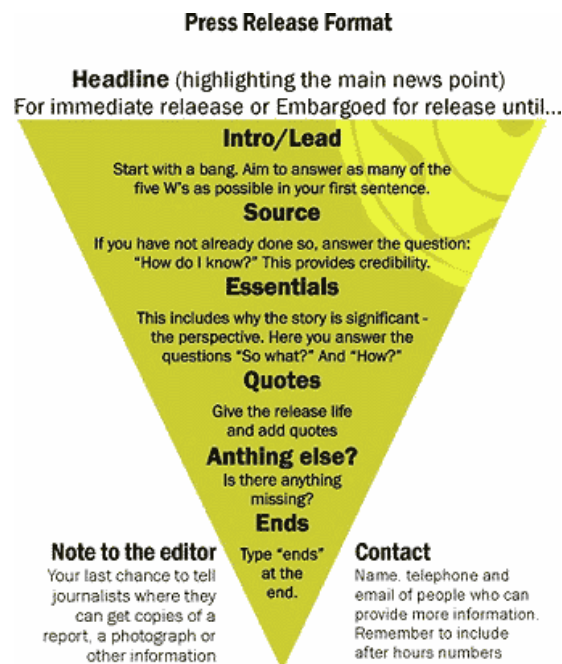 Press Release Format
Headline (highlighting the main news point)
For immediate relaease or Embargoed for release until...
Intro/Lead
Start with a bang. Aim to answer as many of the
five W's as possible in your first sentence.
Source
If you have not already done so, answer the question:
"How do I know?" This provides credibility.
Essentials
This includes why the story is significant -
the perspective. Here you answer the
questions "So what?" And "How?"
Quotes
Give the release life
and add quotes
Anthing else?
Is there anything
missing?
Ends
Type "ends"
at the
end.
Note to the editor
Your last chance to tell
journalists where they
can get copies of a
report, a photograph or
other information
Contact
Name. telephone and
email of people who can
provide more information.
Remember to include
after hours numbers